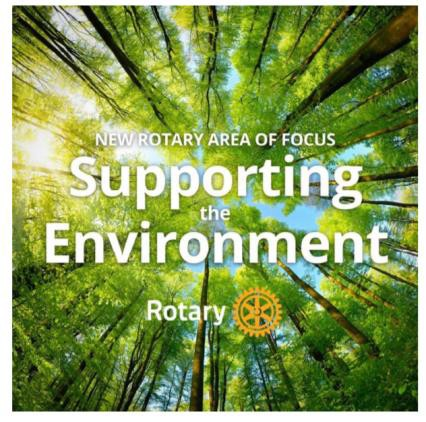 NEW ROTARY AREA OF FOCUS
Supporting
the
Environment
Rotary